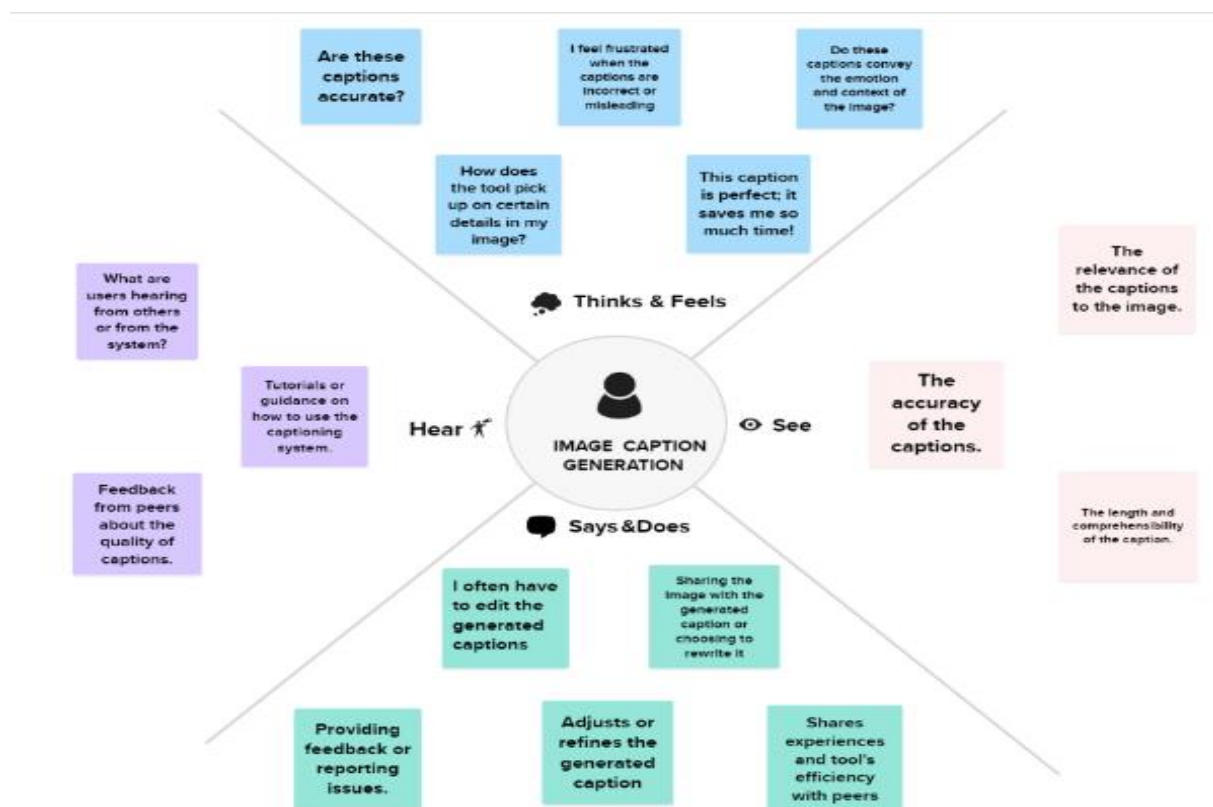 Are these
captions
accurate?
I feel frustrated
when the
captions are
incorrect or
misleading
Do these
captions convey
the emotion
and context of
the image?
How does
the tool pick
up on certain
details in my
image?
This caption
is perfect; it
saves me so
much time!
Thinks & Feels
What are
users hearing
from others
or from the
system?
Tutorials or
guidance on
how to use the
captioning
system.
Feedback
from peers
about the
quality of
captions.
Hear
IMAGE CAPTION
GENERATION
See
The
relevance of
the captions
to the image.
The
accuracy
of the
captions.
The length and
comprehensibility
of the caption.
Says &Does
I often have
to edit the
generated
captions
Sharing the
image with the
generated
caption or
choosing to
rewrite it
Providing
feedback or
reporting
issues.
Adjusts or
refines the
generated
caption
Shares
experiences
and tool's
efficiency
with peers